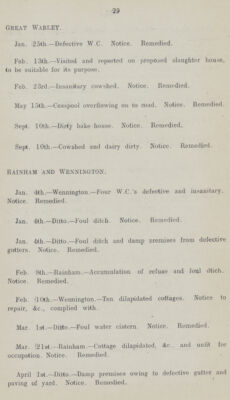 29
GREAT WARLEY.
Jan. 25th.—Defective W.C. Notice. Remedied.
Feb. 13th.—Visited and reported on proposed slaughter house,
to be suitable for its purpose.
Feb. 23rd.—Insanitary cowshed. Notice. Remedied.
May 15th.—Cesspool overflowing on to road. Notice. Remedied.
Sept. 10th.—Dirty bake-house. Notice. Remedied.
Sept. 10th.—Cowshed and dairy dirty. Notice. Remedied.
RAINHAM AND WENNINGTON.
Jan. 4th.—Wennington.—Four W.C.'s defective and insanitary.
Notice. Remedied.
Jan. 4th.—Ditto.—Foul ditch. Notice. Remedied.
Jan. 4th.—Ditto.—Foul ditch and damp premises from defective
gutters. Notice. Remedied.
Feb. 8th.—Rainham.—Accumulation of refuse and foul ditch.
Notice. Remedied.
Feb. 10th.—Wennington.—Ten dilapidated cottages. Notice to
repair, &c., complied with.
Mar. 1st.—Ditto.—Foul water cistern. Notice. Remedied.
Mar. 21st.—Rainham.—Cottage dilapidated, &c., and unfit for
occupation. Notice. Remedied.
April 1st.—Ditto.—Damp premises owing to defective gutter and
paving of yard. Notice. Remedied.